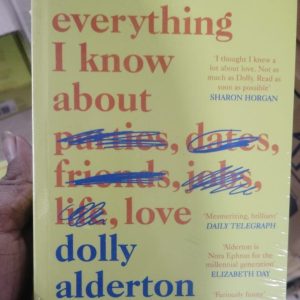 everything
I know
about
parties, dates,
friends, jobs,
life, love
dolly
alderton
'I thought I knew a
lot about love. Not as
much as Dolly. Read as
soon as possible'
SHARON HORGAN
'Mesmerizing, brilliant'
DAILY TELEGRAPH
'Alderton is
Nora Ephron for the
millennial generation'
ELIZABETH DAY
'Furiously funny'